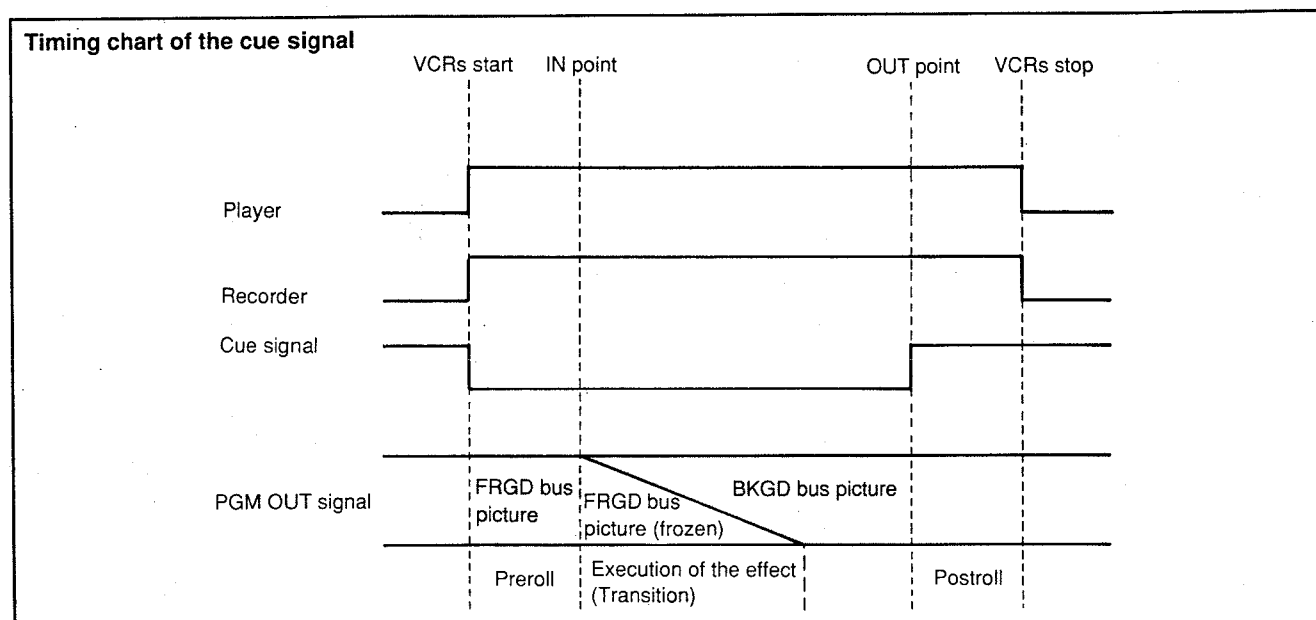 Timing chart of the cue signal
VCRs start IN point OUT point VCRs stop
Player
Recorder
Cue signal
PGM OUT signal
FRGD bus
picture
FRGD bus
picture (frozen)
BKGD bus picture
Preroll
Execution of the effect
(Transition)
Postroll